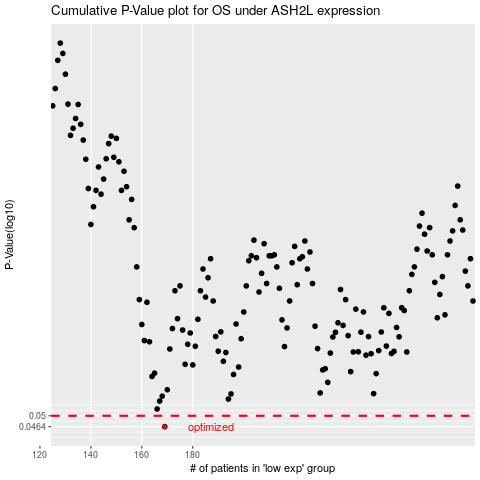 Cumulative P-Value plot for OS under ASH2L expression
P-Value(log10)
0.05
0.0464
optimized
120 140 160 180
# of patients in 'low exp' group